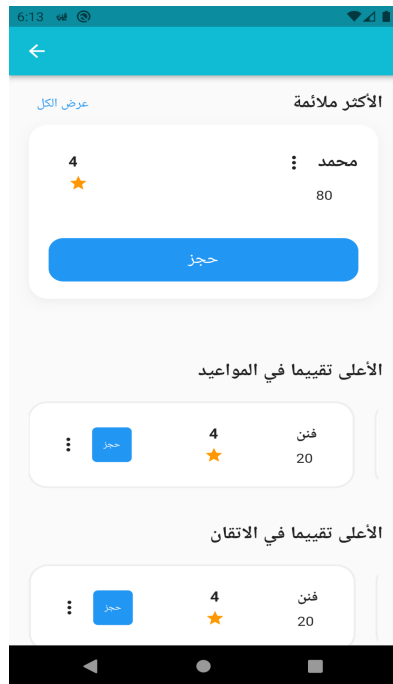 6:13
الأكثر ملائمة
عرض الكل
محمد
4
80
حجز
الأعلى تقييما في المواعيد
فنن
4
حجز
20
الأعلى تقييما في الاتقان
فنن
4
حجز
20